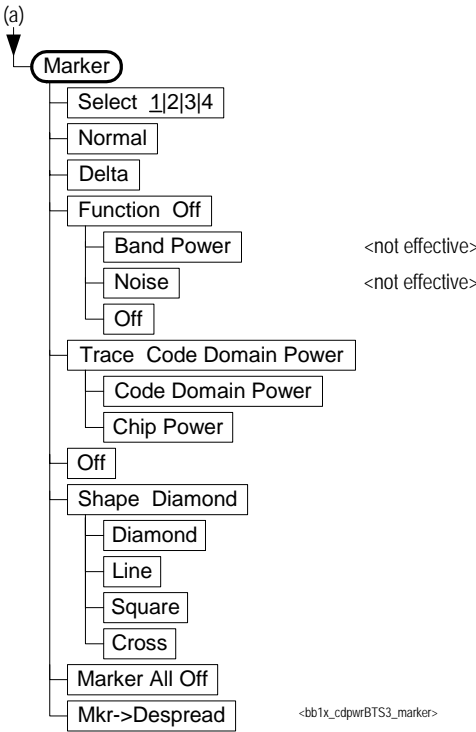 (a)
Marker
Select 1|2|3|4
Normal
Delta
Function Off
Band Power <not effective>
Noise <not effective>
Off
Trace Code Domain Power
Code Domain Power
Chip Power
Off
Shape Diamond
Diamond
Line
Square
Cross
Marker All Off
Mkr->Despread <bb1x_cdpwrBTS3_marker>